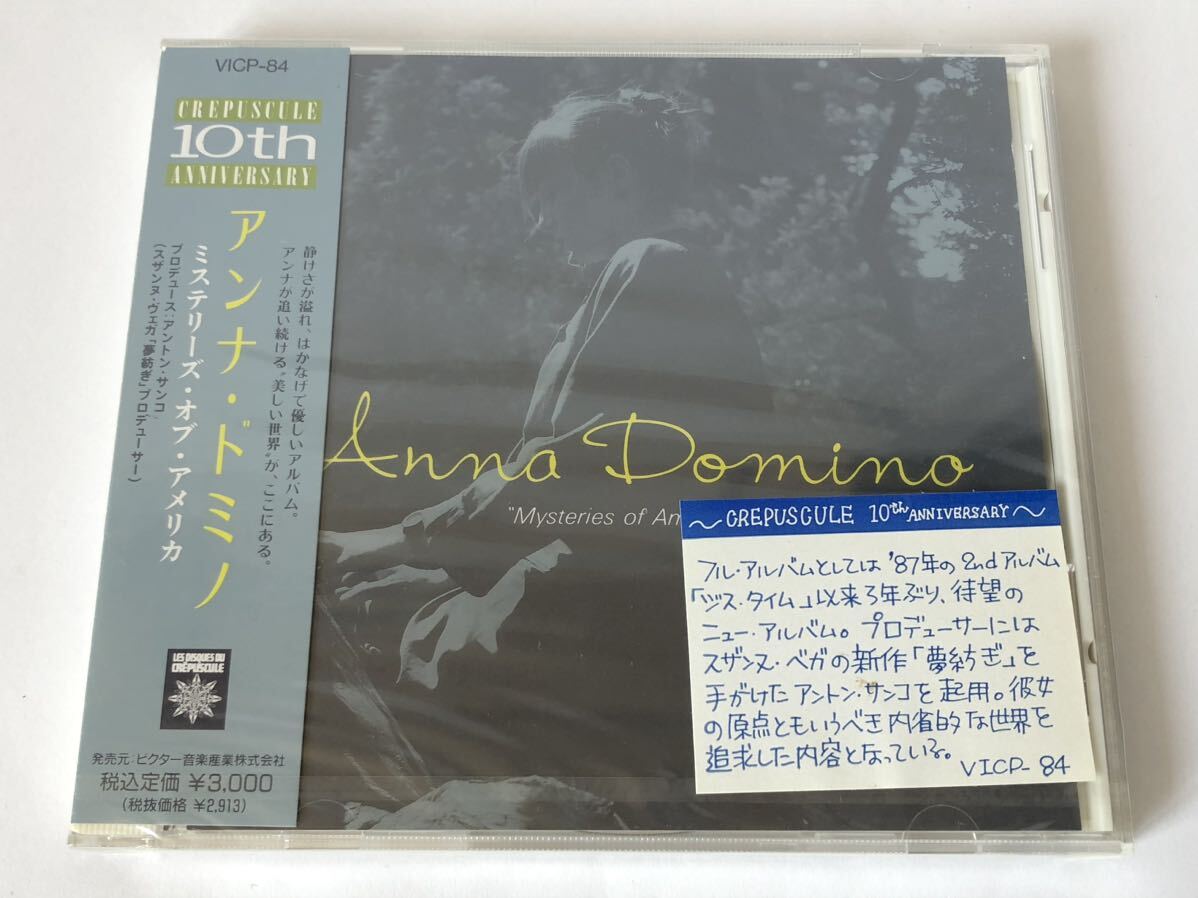 VICP-84
CREPUSCULE
10th
ANNIVERSARY
静けさが溢れ、はかなげで優しいアルバム。
アンナが追い続ける“美しい世界”が、ここにある。
アンナ・ドミノ
ミステリーズ・オブ・アメリカ
プロデュース:アントン・サンコ
(スザンヌ・ヴェガ「夢紡ぎ」プロデューサー)
LES DISQUES DU
CRÉPUSCULE
発売元:ビクター音楽産業株式会社
税込定価 ¥3,000
(税抜価格 ¥2,913)
Anna Domino
"Mysteries of Am
〜CREPUSCULE 10th ANNIVERSARY〜
フル・アルバムとしては '87年の 2nd アルバム
「ジス・タイム」以来3年ぶり、待望の
ニュー・アルバム。プロデューサーには
スザンヌ・ベガの新作「夢紡ぎ」を
手がけた アントン・サンコを 起用。彼女
の原点ともいうべき 内省的な世界を
追求した内容となっている。
VICP- 84